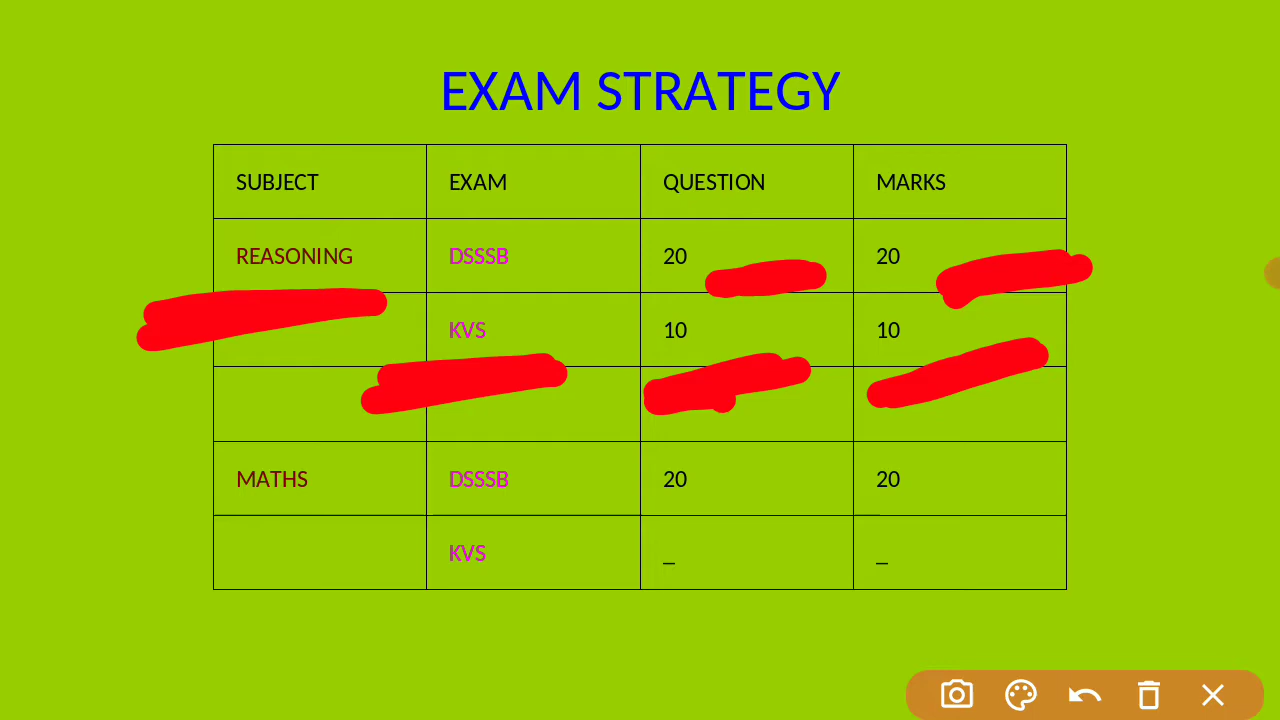 EXAM STRATEGY
SUBJECT EXAM QUESTION MARKS
REASONING DSSSB 20 20
KVS 10 10
MATHS DSSSB 20 20
KVS _ _